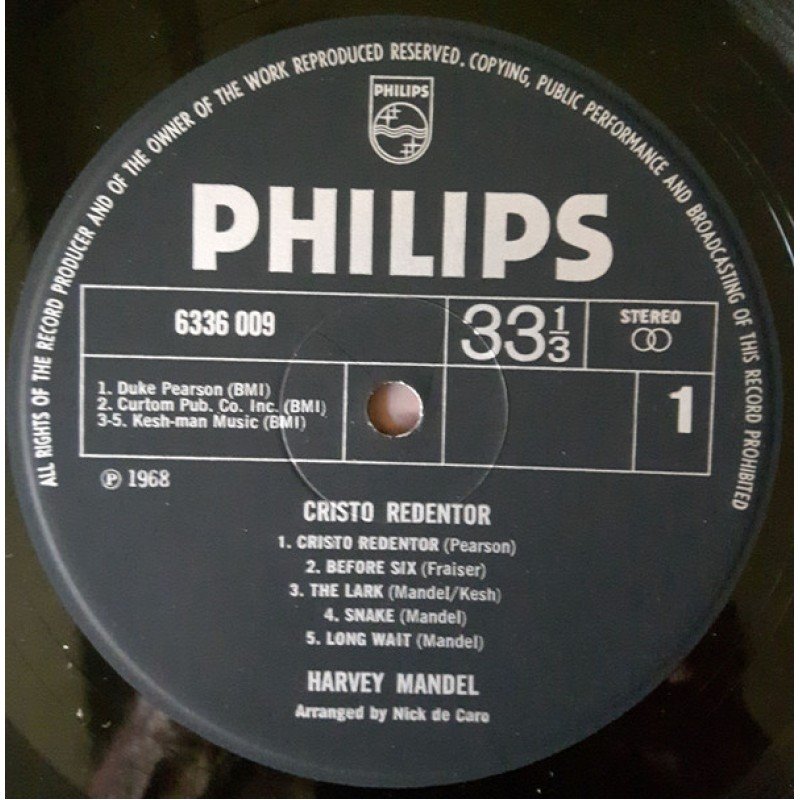 ALL RIGHTS OF THE RECORD PRODUCER AND OF THE OWNER OF THE WORK REPRODUCED RESERVED. COPYING, PUBLIC PERFORMANCE AND BROADCASTING OF THIS RECORD PROHIBITED
PHILIPS
PHILIPS
6336 009
33 1/3
STEREO
1. Duke Pearson (BMI)
2. Curtom Pub. Co. Inc. (BMI)
3-5. Kesh-man Music (BMI)
1
Ⓟ 1968
CRISTO REDENTOR
1. CRISTO REDENTOR (Pearson)
2. BEFORE SIX (Fraiser)
3. THE LARK (Mandel/Kesh)
4. SNAKE (Mandel)
5. LONG WAIT (Mandel)
HARVEY MANDEL
Arranged by Nick de Caro